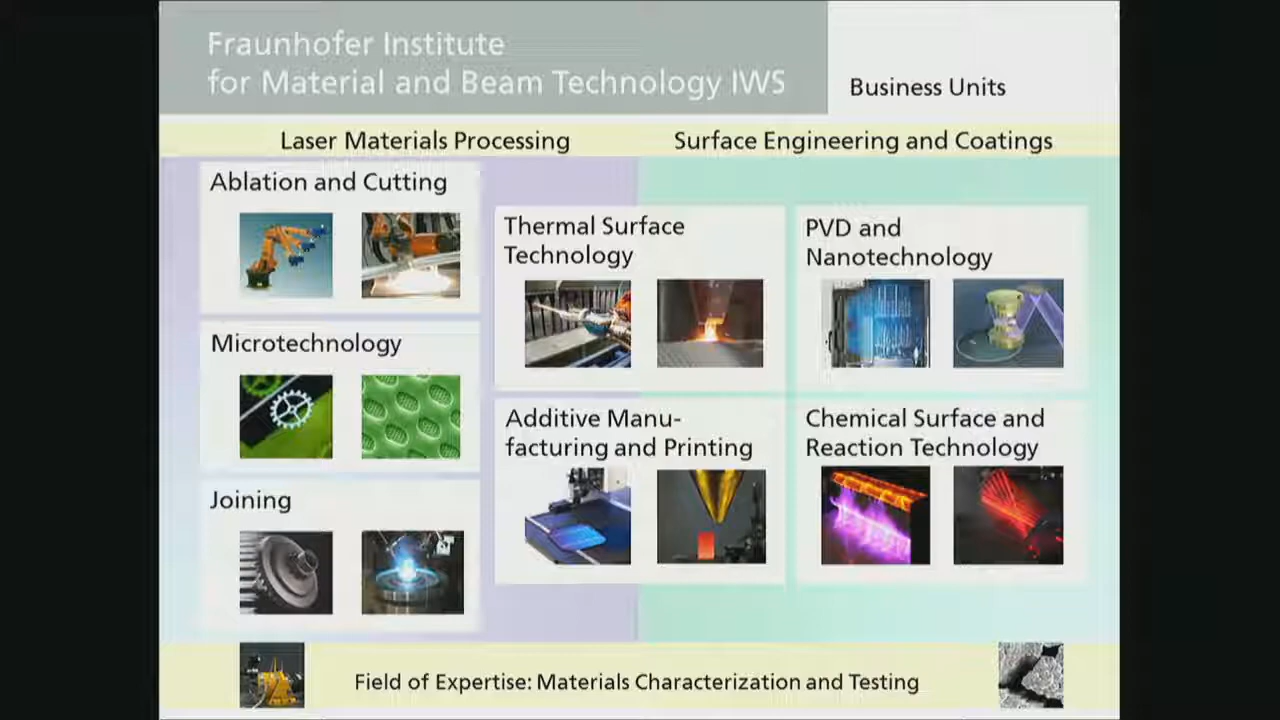 Fraunhofer Institute
for Material and Beam Technology IWS
Business Units
Laser Materials Processing
Surface Engineering and Coatings
Ablation and Cutting
Microtechnology
Joining
Thermal Surface
Technology
Additive Manu-
facturing and Printing
PVD and
Nanotechnology
Chemical Surface and
Reaction Technology
Field of Expertise: Materials Characterization and Testing